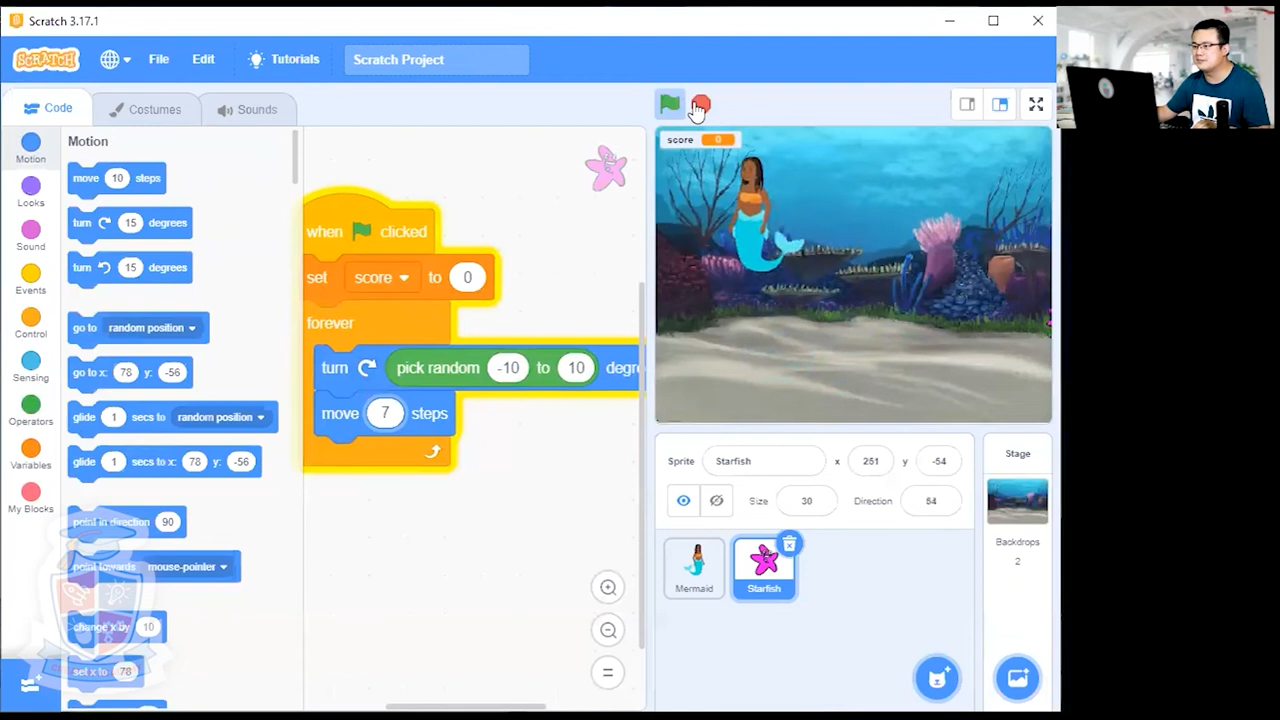 Scratch 3.17.1
SCRATCH
File
Edit
Tutorials
Scratch Project
Code
Costumes
Sounds
Motion
Looks
Sound
Events
Control
Sensing
Operators
Variables
My Blocks
Motion
move 10 steps
turn 15 degrees
turn 15 degrees
go to random position
go to x: 78 y: -56
glide 1 secs to random position
glide 1 secs to x: 78 y: -56
point in direction 90
point towards mouse-pointer
change x by 10
set x to 78
when clicked
set score to 0
forever
turn pick random -10 to 10 degre
move 7 steps
score 0
Sprite Starfish x 251 y -54
Size 30 Direction 54
Mermaid
Starfish
Stage
Backdrops
2